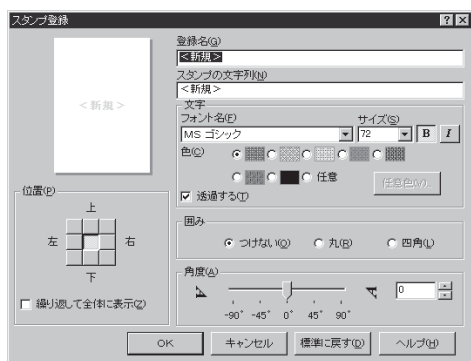 スタンプ登録
登録名(G)
<新規>
スタンプの文字列(N)
<新規>
<新規>
文字
フォント名(F)
サイズ(S)
MS ゴシック
72
B I
色(C)
任意
任意色(V)...
透過する(T)
位置(P)
上
左
右
下
繰り返して全体に表示(Z)
囲み
つけない(O)
丸(R)
四角(L)
角度(A)
0
-90° -45° 0° 45° 90°
OK
キャンセル
標準に戻す(D)
ヘルプ(H)